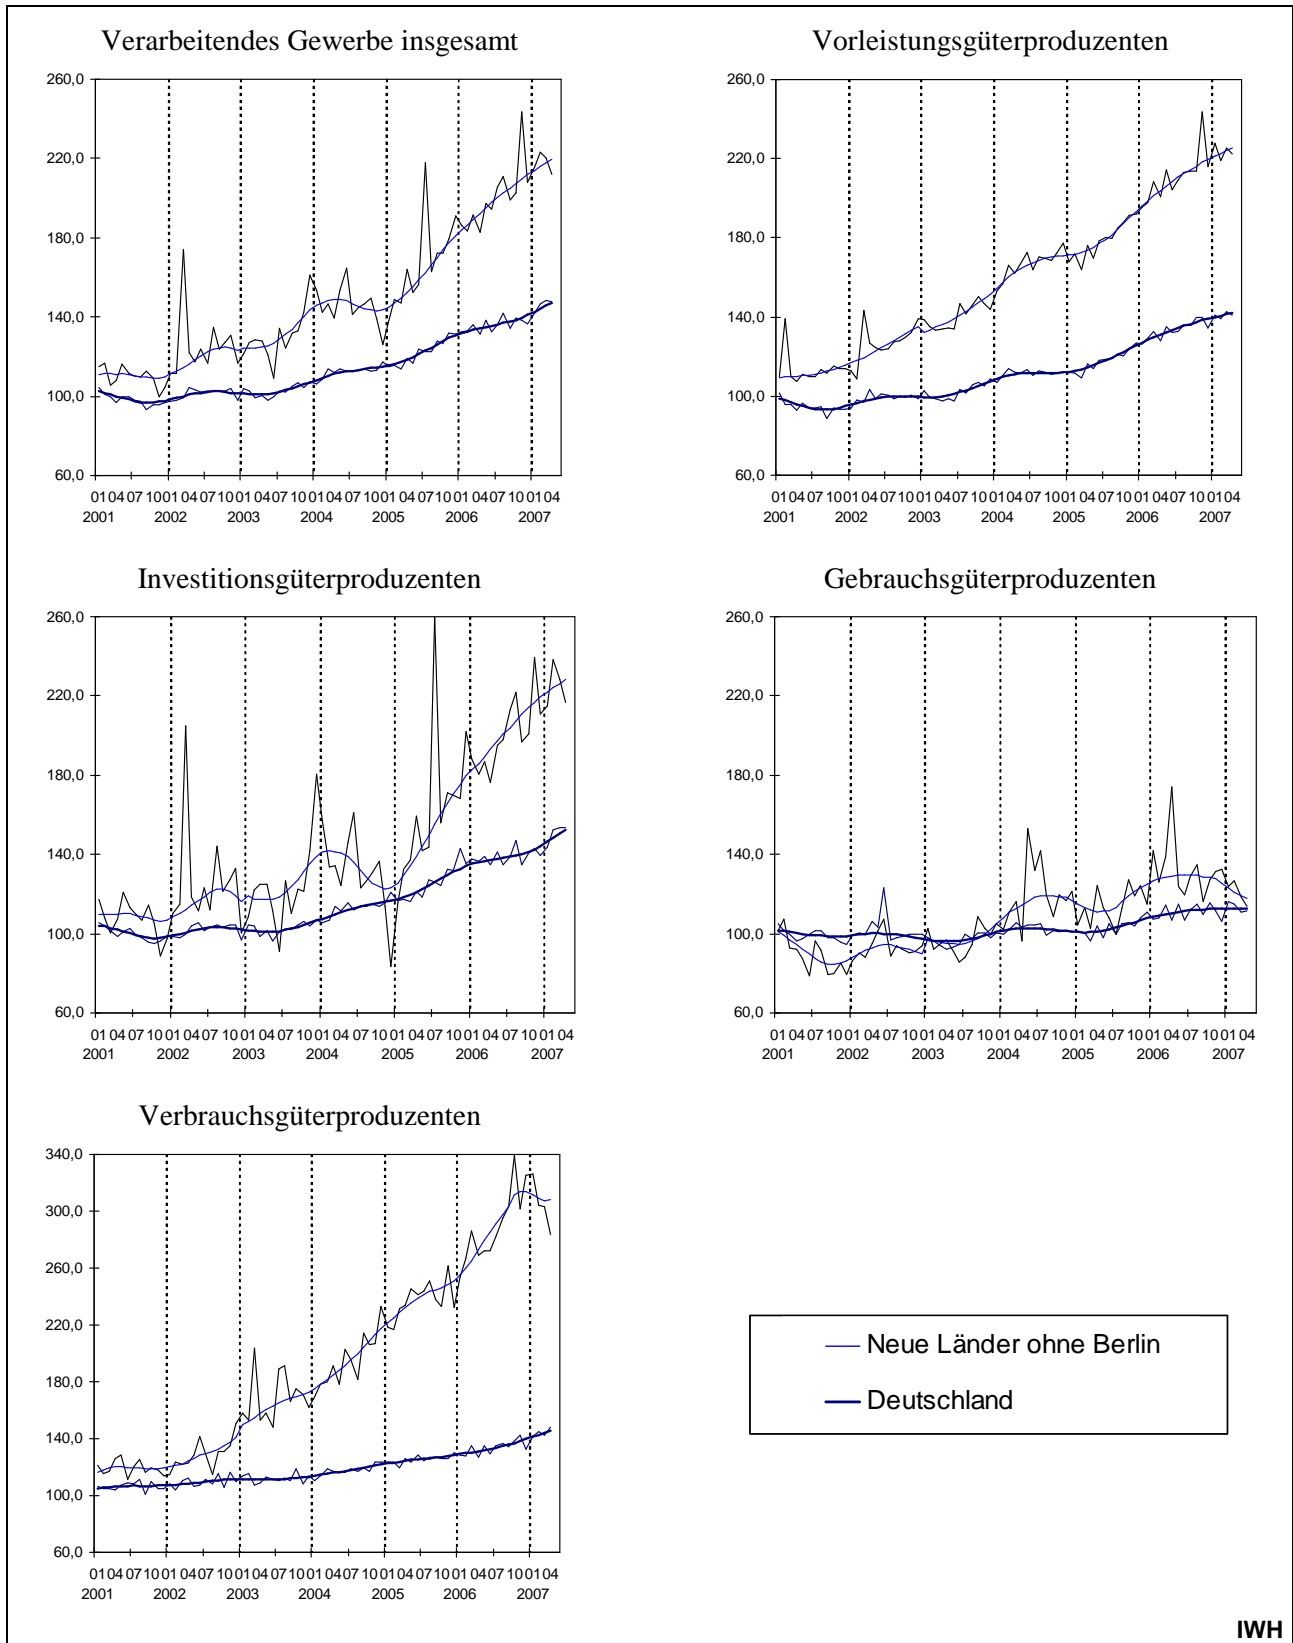 Verarbeitendes Gewerbe insgesamt
260,0
220,0
180,0
140,0
100,0
60,0
01 04 07 10 01 04 07 10 01 04 07 10 01 04 07 10 01 04 07 10 01 04 07 10 01 04
2001 2002 2003 2004 2005 2006 2007
Vorleistungsgüterproduzenten
260,0
220,0
180,0
140,0
100,0
60,0
01 04 07 10 01 04 07 10 01 04 07 10 01 04 07 10 01 04 07 10 01 04 07 10 01 04
2001 2002 2003 2004 2005 2006 2007
Investitionsgüterproduzenten
260,0
220,0
180,0
140,0
100,0
60,0
01 04 07 10 01 04 07 10 01 04 07 10 01 04 07 10 01 04 07 10 01 04 07 10 01 04
2001 2002 2003 2004 2005 2006 2007
Gebrauchsgüterproduzenten
260,0
220,0
180,0
140,0
100,0
60,0
01 04 07 10 01 04 07 10 01 04 07 10 01 04 07 10 01 04 07 10 01 04 07 10 01 04
2001 2002 2003 2004 2005 2006 2007
Verbrauchsgüterproduzenten
340,0
300,0
260,0
220,0
180,0
140,0
100,0
60,0
01 04 07 10 01 04 07 10 01 04 07 10 01 04 07 10 01 04 07 10 01 04 07 10 01 04
2001 2002 2003 2004 2005 2006 2007
Neue Länder ohne Berlin
Deutschland
IWH